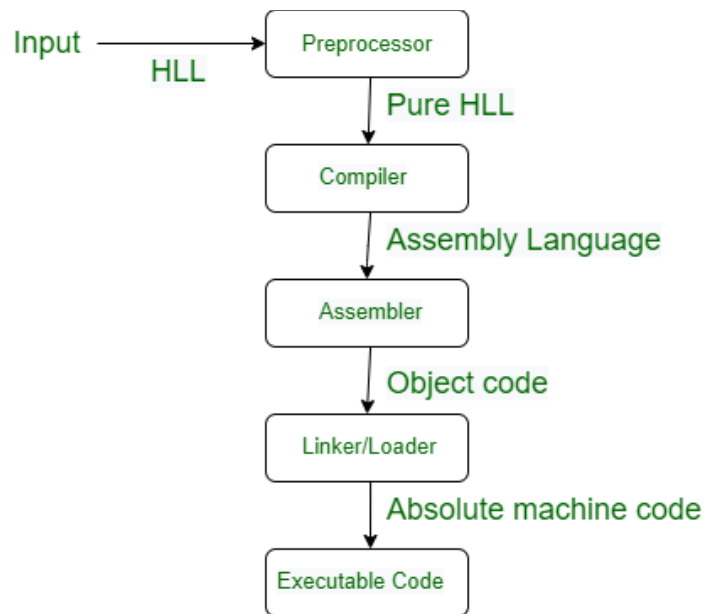 Input
HLL
Preprocessor
Pure HLL
Compiler
Assembly Language
Assembler
Object code
Linker/Loader
Absolute machine code
Executable Code